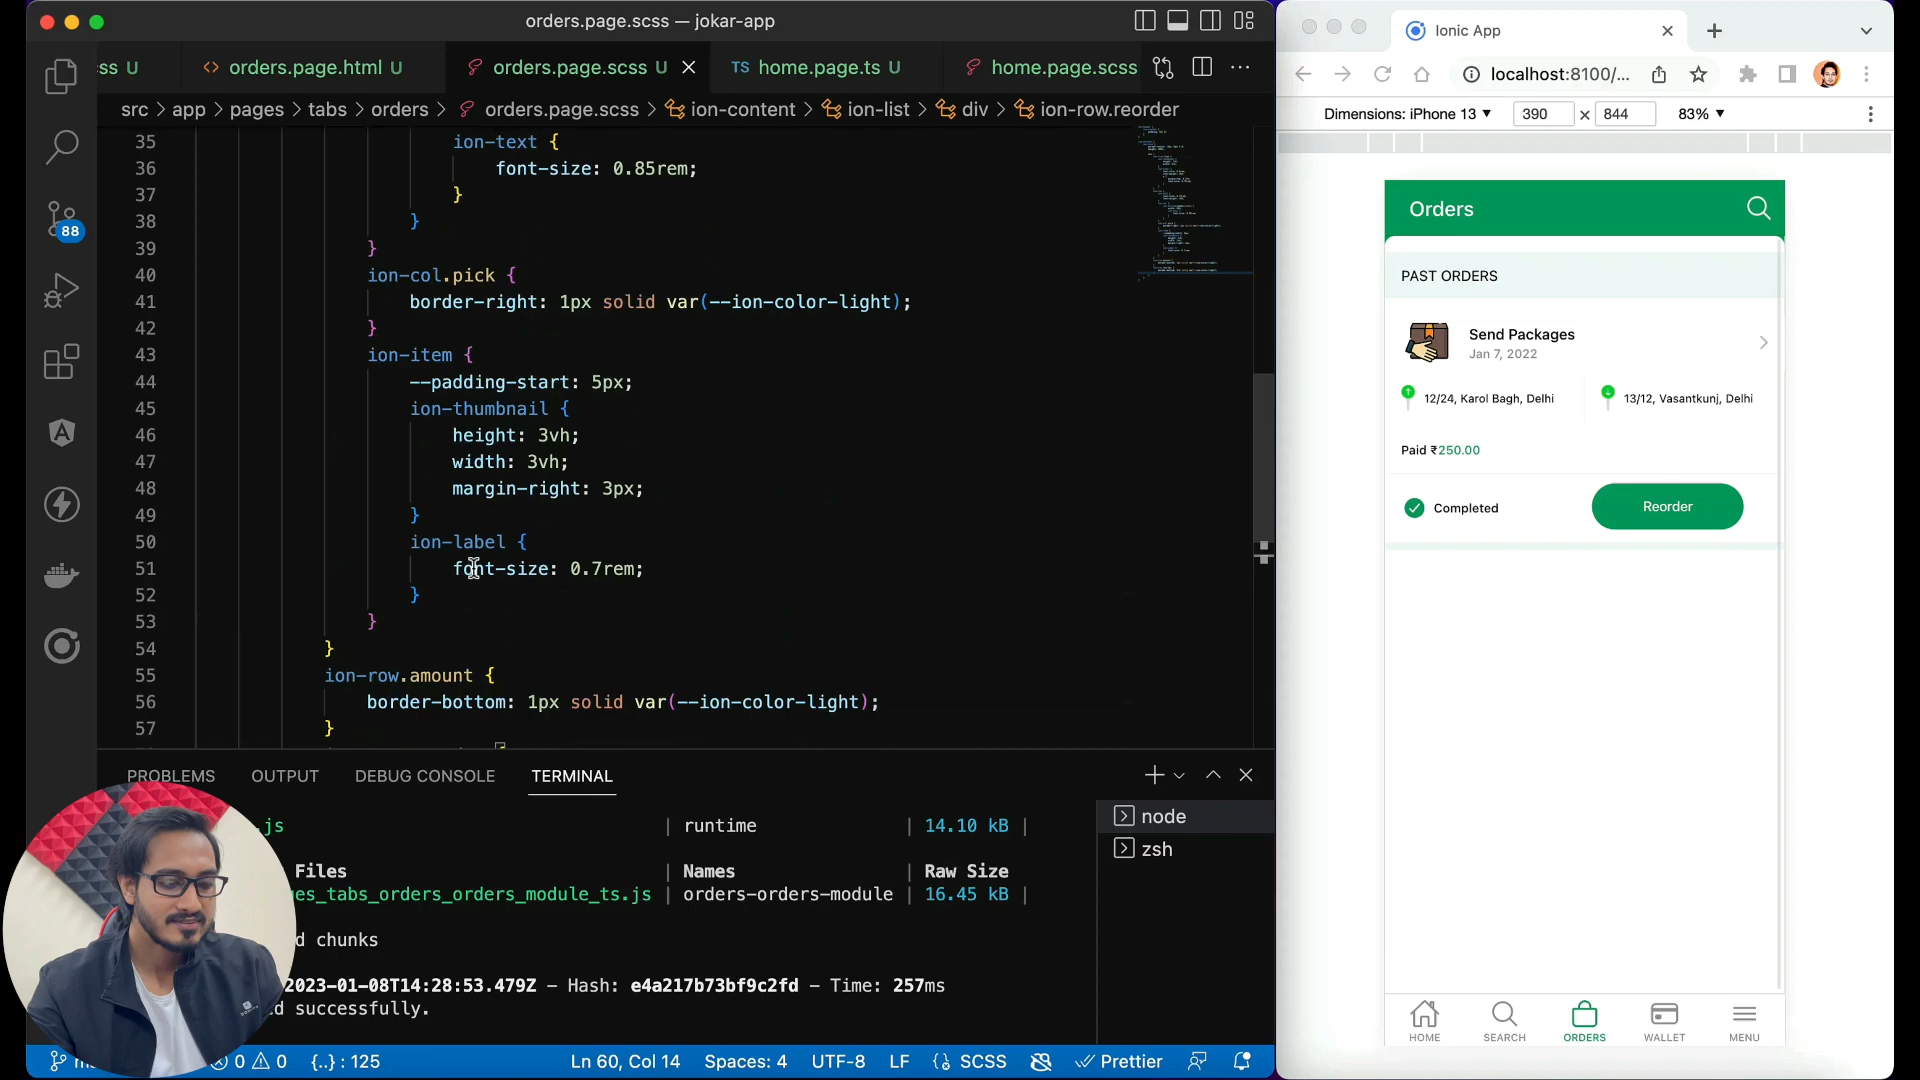 orders.page.scss — jokar-app
ss U
<> orders.page.html U
orders.page.scss U
TS home.page.ts U
home.page.scss
src > app > pages > tabs > orders > orders.page.scss > ion-content > ion-list > div > ion-row.reorder
35 ion-text {
36 font-size: 0.85rem;
37 }
38 }
39 }
40 ion-col.pick {
41 border-right: 1px solid var(--ion-color-light);
42 }
43 ion-item {
44 --padding-start: 5px;
45 ion-thumbnail {
46 height: 3vh;
47 width: 3vh;
48 margin-right: 3px;
49 }
50 ion-label {
51 font-size: 0.7rem;
52 }
53 }
54 }
55 ion-row.amount {
56 border-bottom: 1px solid var(--ion-color-light);
57 }
88
PROBLEMS OUTPUT DEBUG CONSOLE TERMINAL
.js | runtime | 14.10 kB |
Files | Names | Raw Size
es_tabs_orders_orders_module_ts.js | orders-orders-module | 16.45 kB |
d chunks
2023-01-08T14:28:53.479Z – Hash: e4a217b73bf9c2fd – Time: 257ms
d successfully.
node
zsh
0 0 {..} : 125
Ln 60, Col 14 Spaces: 4 UTF-8 LF SCSS Prettier
Ionic App
localhost:8100/...
Dimensions: iPhone 13 390 × 844 83%
Orders
PAST ORDERS
Send Packages
Jan 7, 2022
12/24, Karol Bagh, Delhi
13/12, Vasantkunj, Delhi
Paid ₹250.00
Completed
Reorder
HOME SEARCH ORDERS WALLET MENU